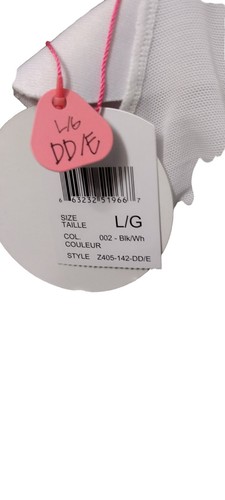 L/G
DD/E
6 63232 51966 7
SIZE
TAILLE
L/G
COL. 002 - Blk/Wh
COULEUR
STYLE Z405-142-DD/E